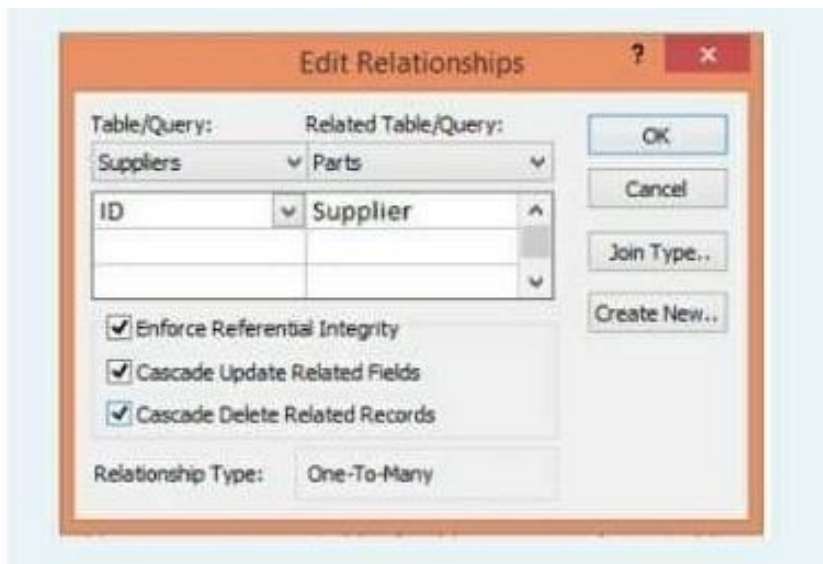 Edit Relationships ?
Table/Query: Related Table/Query:
Suppliers Parts
ID Supplier
Enforce Referential Integrity
Cascade Update Related Fields
Cascade Delete Related Records
Relationship Type: One-To-Many
OK
Cancel
Join Type..
Create New..